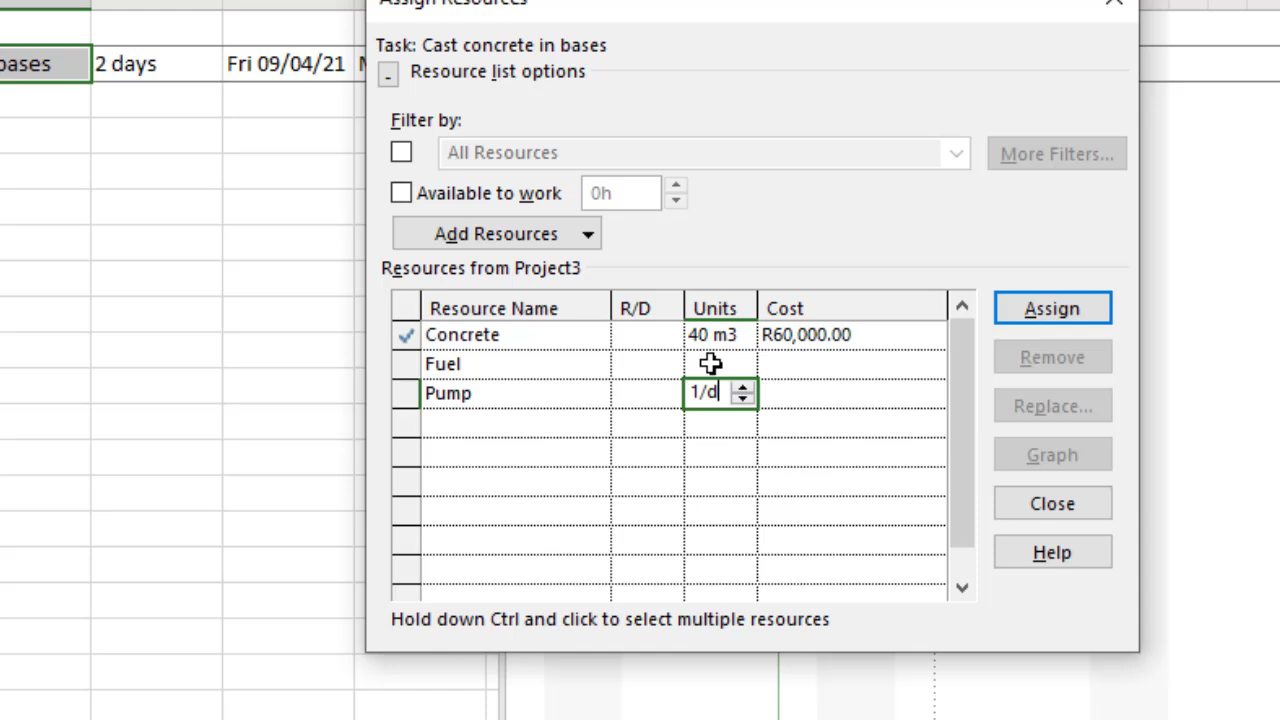 Assign Resources
Task: Cast concrete in bases
bases 2 days Fri 09/04/21
- Resource list options
Filter by:
All Resources More Filters...
Available to work 0h
Add Resources
Resources from Project3
Resource Name R/D Units Cost
Assign
Concrete 40 m3 R60,000.00
Fuel
Remove
Pump 1/d
Replace...
Graph
Close
Help
Hold down Ctrl and click to select multiple resources